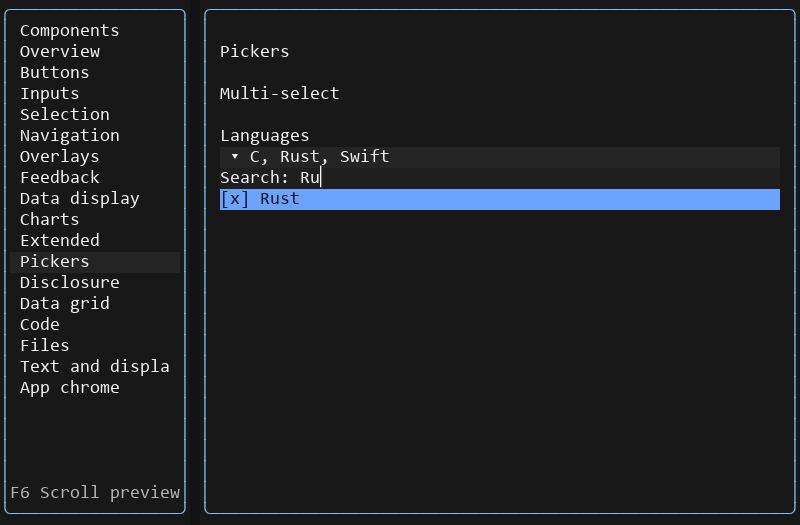 Components
Overview
Buttons
Inputs
Selection
Navigation
Overlays
Feedback
Data display
Charts
Extended
Pickers
Disclosure
Data grid
Code
Files
Text and displa
App chrome
F6 Scroll preview
Pickers
Multi-select
Languages
▾ C, Rust, Swift
Search: Ru
[x] Rust